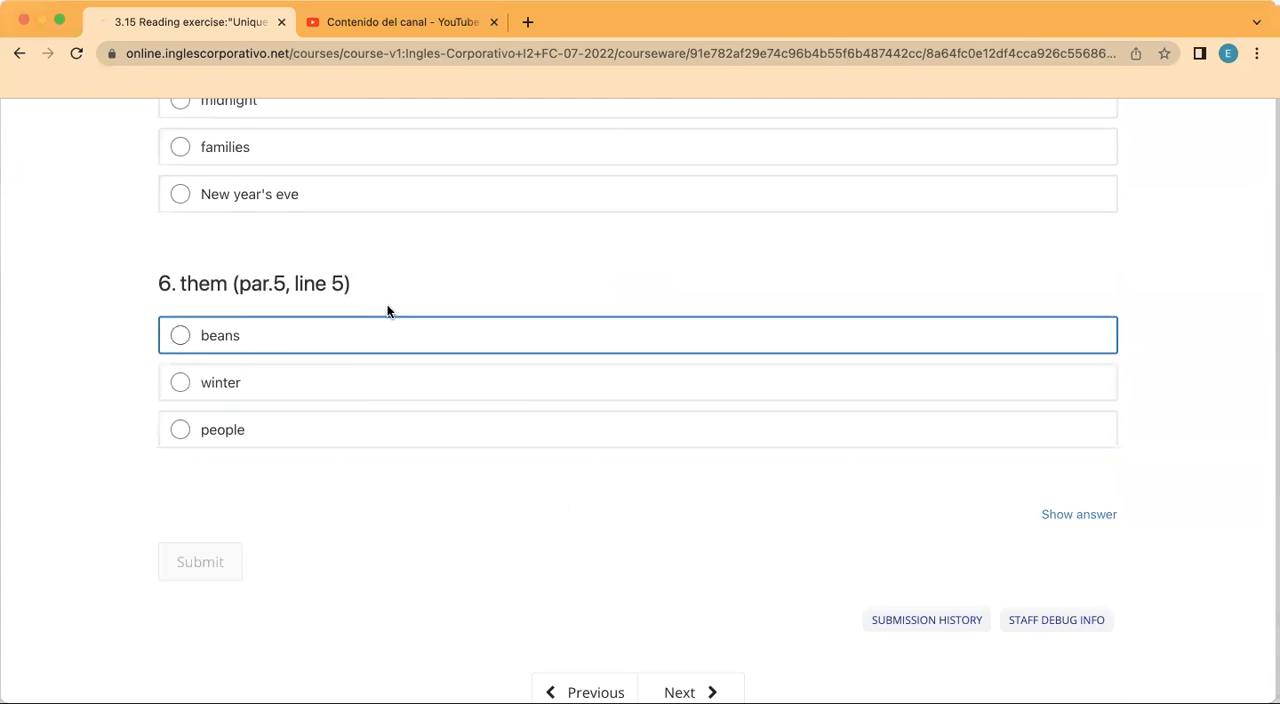 3.15 Reading exercise:"Unique
Contenido del canal - YouTube
online.inglescorporativo.net/courses/course-v1:Ingles-Corporativo+I2+FC-07-2022/courseware/91e782af29e74c96b4b55f6b487442cc/8a64fc0e12df4cca926c55686...
E
midnight
families
New year's eve
6. them (par.5, line 5)
beans
winter
people
Show answer
Submit
SUBMISSION HISTORY
STAFF DEBUG INFO
Previous
Next